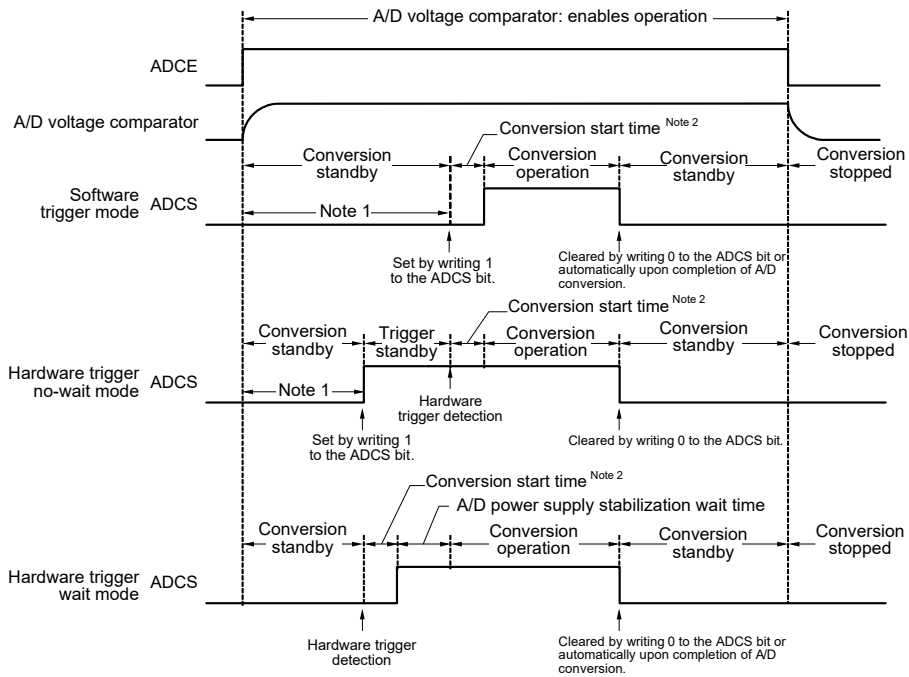 A/D voltage comparator: enables operation
ADCE
A/D voltage comparator
Conversion start time Note 2
Conversion
standby
Conversion
operation
Conversion
standby
Conversion
stopped
Software
trigger mode
ADCS
Note 1
Set by writing 1
to the ADCS bit.
Cleared by writing 0 to the ADCS bit or
automatically upon completion of A/D
conversion.
Conversion start time Note 2
Conversion
standby
Trigger
standby
Conversion
operation
Conversion
standby
Conversion
stopped
Hardware trigger
no-wait mode
ADCS
Note 1
Hardware
trigger detection
Set by writing 1
to the ADCS bit.
Cleared by writing 0 to the ADCS bit.
Conversion start time Note 2
A/D power supply stabilization wait time
Conversion
standby
Conversion
operation
Conversion
standby
Conversion
stopped
Hardware trigger
wait mode
ADCS
Hardware trigger
detection
Cleared by writing 0 to the ADCS bit or
automatically upon completion of A/D
conversion.